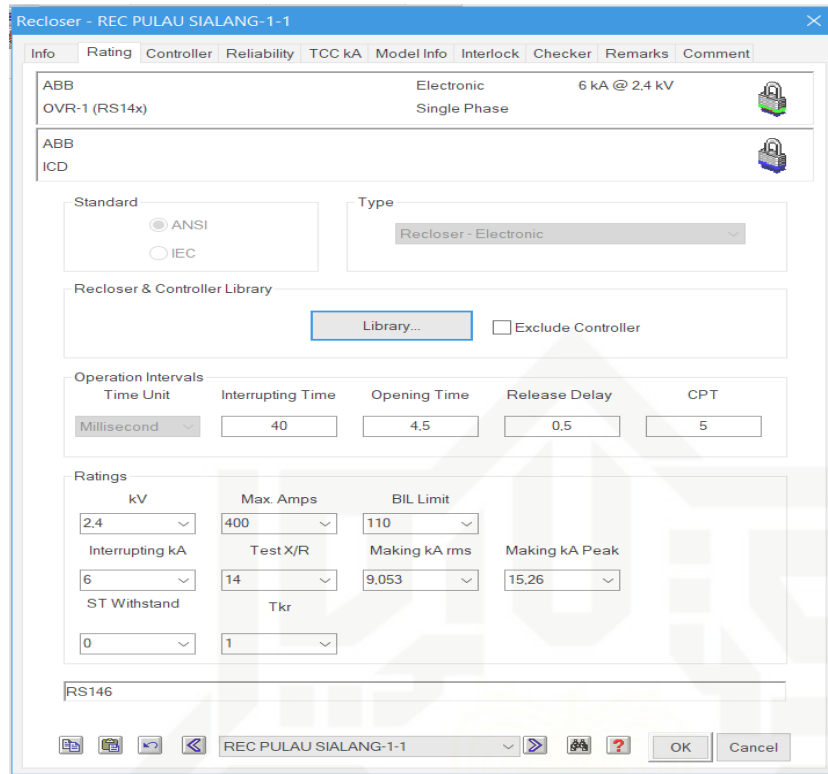 Recloser - REC PULAU SIALANG-1-1
Info Rating Controller Reliability TCC kA Model Info Interlock Checker Remarks Comment
ABB Electronic 6 kA @ 2,4 kV
OVR-1 (RS14x) Single Phase
ABB
ICD
Standard Type
ANSI Recloser - Electronic
IEC
Recloser & Controller Library
Library... Exclude Controller
Operation Intervals
Time Unit Interrupting Time Opening Time Release Delay CPT
Millisecond 40 4,5 0,5 5
Ratings
kV Max. Amps BIL Limit
2,4 400 110
Interrupting kA Test X/R Making kA rms Making kA Peak
6 14 9,053 15,26
ST Withstand Tkr
0 1
RS146
REC PULAU SIALANG-1-1 ? OK Cancel